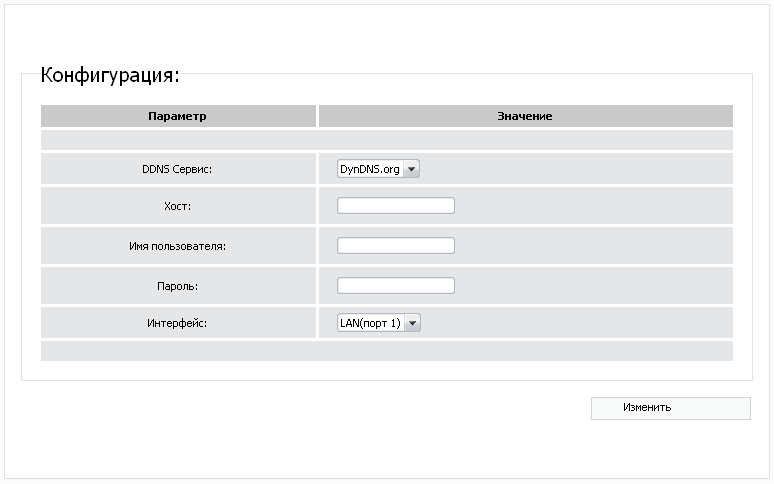 Конфигурация:
Параметр Значение
DDNS Сервис: DynDNS.org
Хост:
Имя пользователя:
Пароль:
Интерфейс: LAN(порт 1)
Изменить